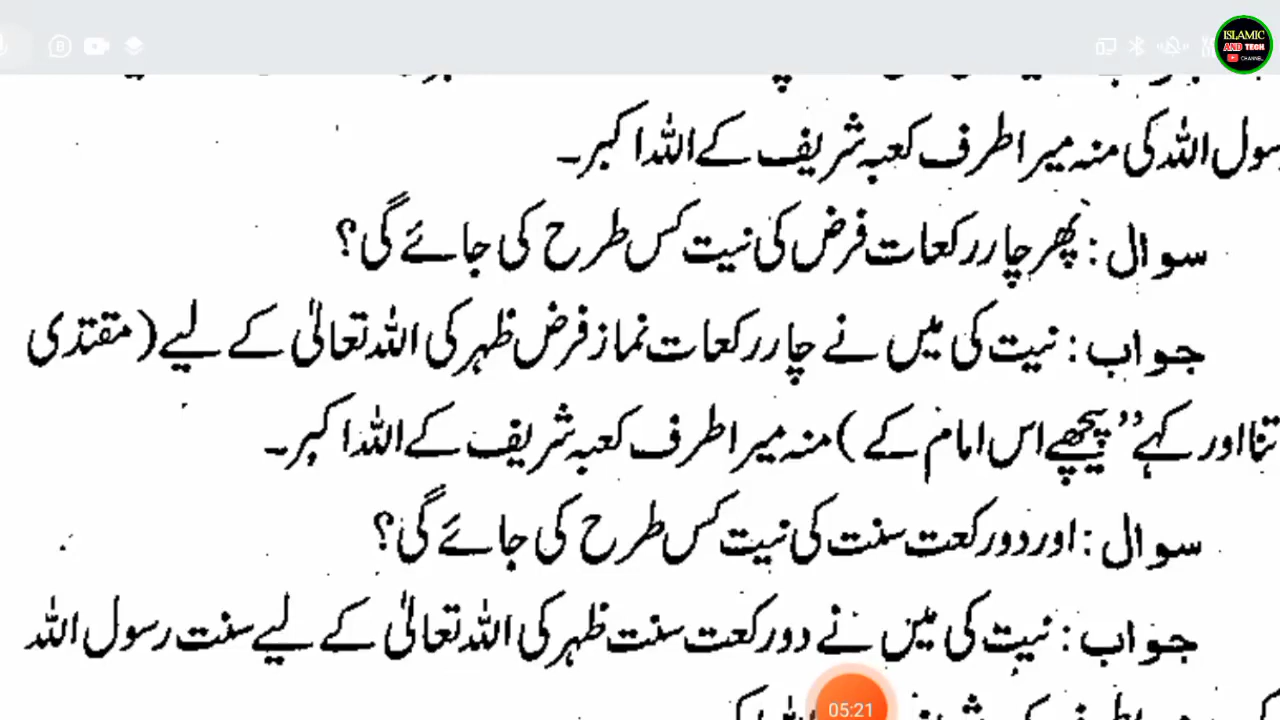 ISLAMIC
AND TECH
CHANNEL
رسول اللہ کی منہ میرا طرف کعبہ شریف کے اللہ اکبر۔
سوال : پھر چار رکعات فرض کی نیت کس طرح کی جائے گی؟
جواب : نیت کی میں نے چار رکعات نماز فرض ظہر کی اللہ تعالیٰ کے لیے (مقتدی
تنا اور کہے ’’پیچھے اس امام کے) منہ میرا طرف کعبہ شریف کے اللہ اکبر۔
سوال : اور دو رکعت سنت کی نیت کس طرح کی جائے گی؟
جواب : نیت کی میں نے دو رکعت سنت ظہر کی اللہ تعالیٰ کے لیے سنت رسول اللہ
05:21